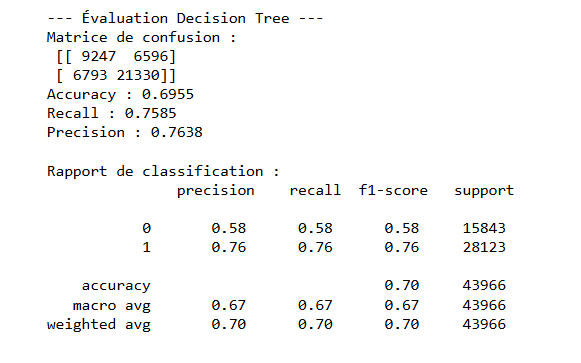 --- Évaluation Decision Tree ---
Matrice de confusion :
[[ 9247 6596]
[ 6793 21330]]
Accuracy : 0.6955
Recall : 0.7585
Precision : 0.7638
Rapport de classification :
precision recall f1-score support
0 0.58 0.58 0.58 15843
1 0.76 0.76 0.76 28123
accuracy 0.70 43966
macro avg 0.67 0.67 0.67 43966
weighted avg 0.70 0.70 0.70 43966